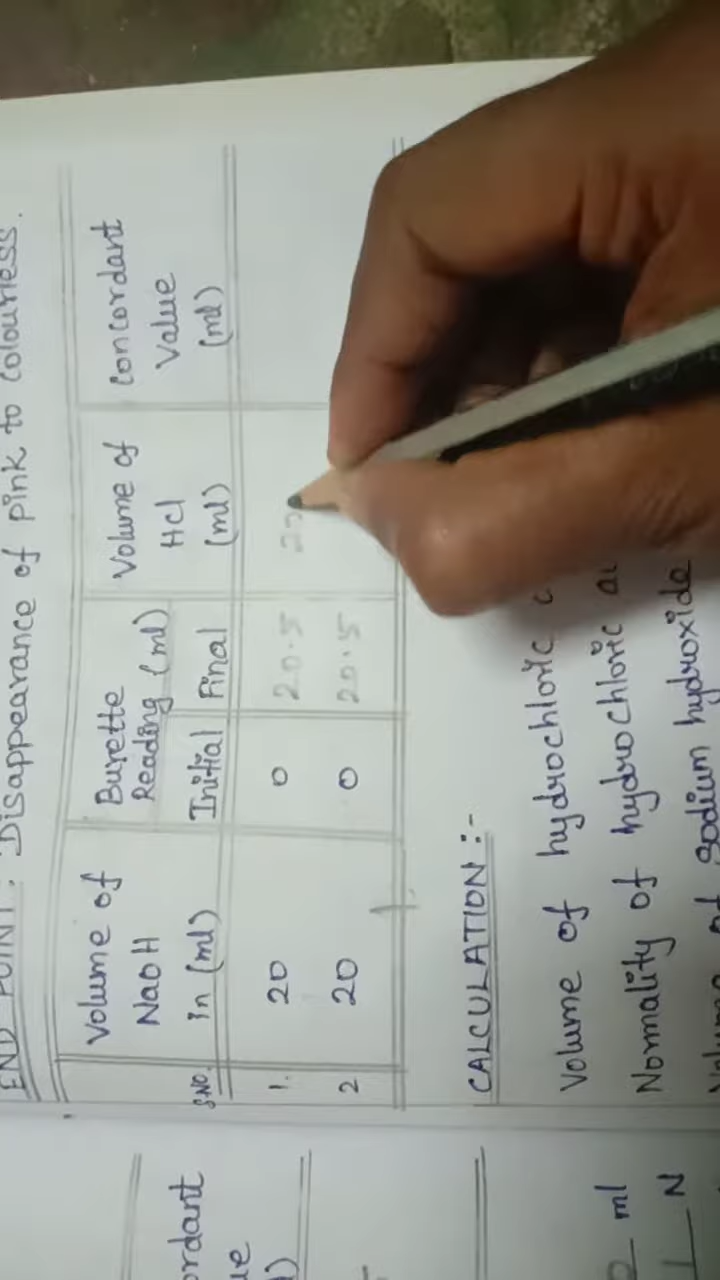 END POINT: Disappearance of pink to colourless.
S.NO. Volume of NaOH in (ml) Burette Reading (ml) Initial Final Volume of HCl (ml) Concordant Value (ml)
1. 20 0 20.5 20
2 20 0 20.5
CALCULATION :-
Volume of hydrochloric
Normality of hydrochloric
sodium hydroxide
ml
N